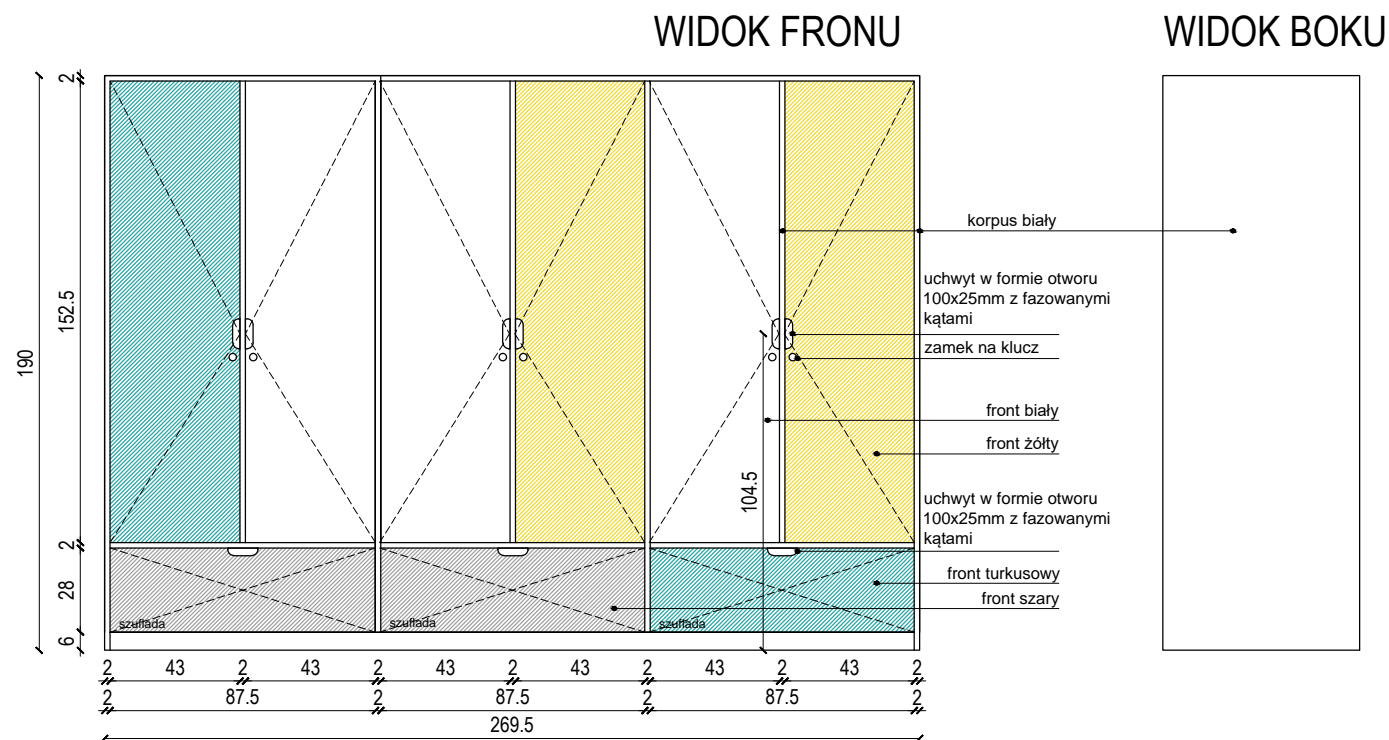 WIDOK FRONU
WIDOK BOKU
2
152.5
190
2
28
6
korpus biały
uchwyt w formie otworu
100x25mm z fazowanymi
kątami
zamek na klucz
front biały
front żółty
104.5
uchwyt w formie otworu
100x25mm z fazowanymi
kątami
front turkusowy
front szary
szuflada szuflada szuflada
2 43 2 43 2 43 2 43 2 43 2 43 2
2 87.5 2 87.5 2 87.5 2
269.5